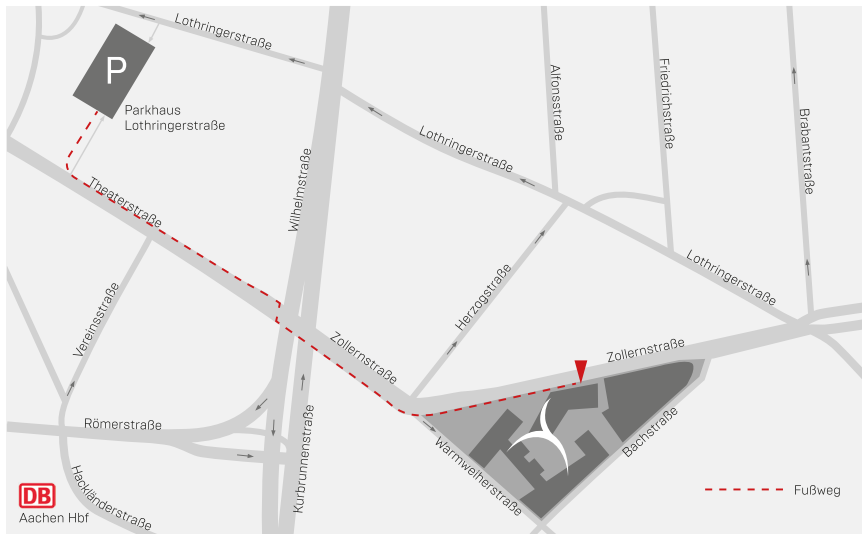 Lothringerstraße
P
Parkhaus
Lothringerstraße
Theaterstraße
Wilhelmstraße
Alfonsstraße
Friedrichstraße
Brabantstraße
Lothringerstraße
Lothringerstraße
Herzogstraße
Vereinsstraße
Zollernstraße
Zollernstraße
Römerstraße
Kurbrunnenstraße
Warmweiherstraße
Bachstraße
Hackländerstraße
DB
Aachen Hbf
Fußweg